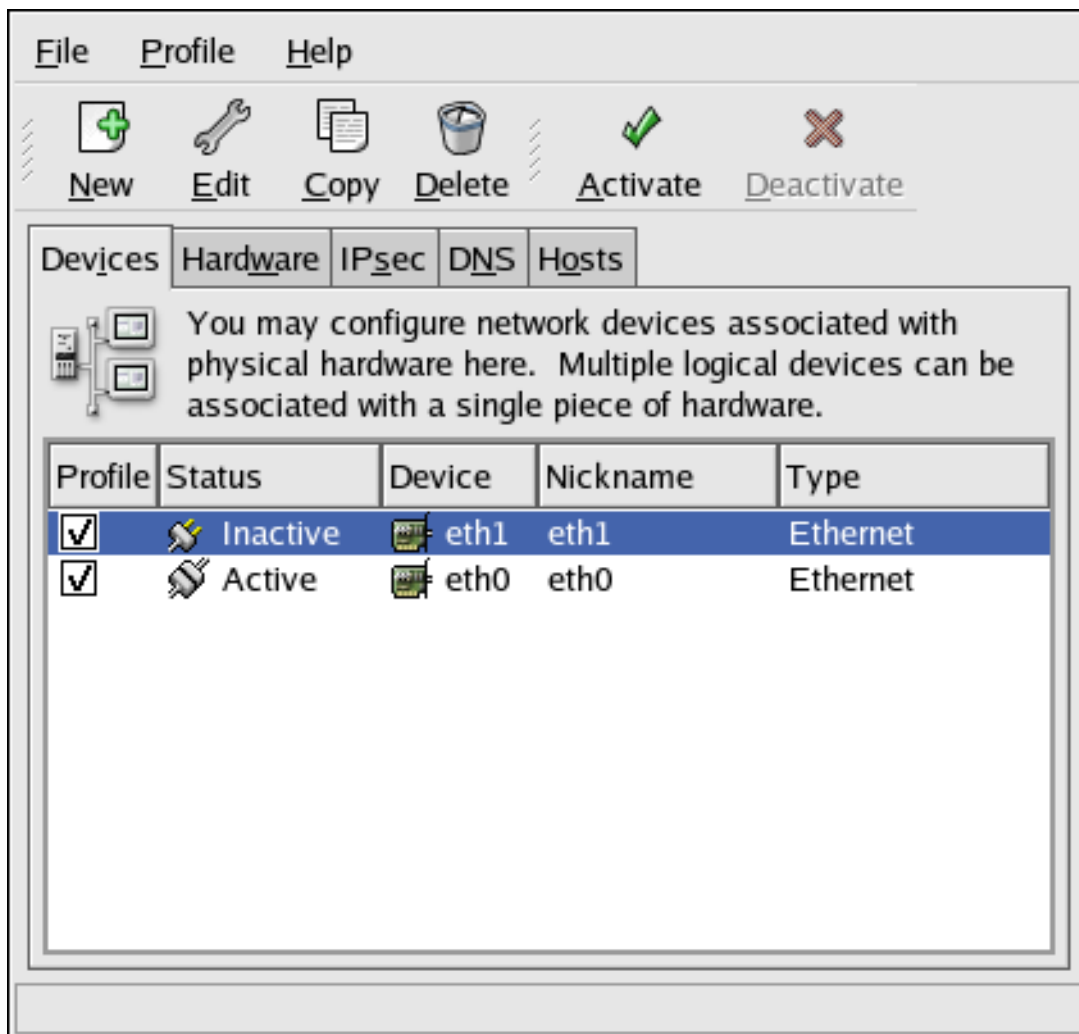 File Profile Help
New Edit Copy Delete Activate Deactivate
Devices Hardware IPsec DNS Hosts
You may configure network devices associated with
physical hardware here.  Multiple logical devices can be
associated with a single piece of hardware.
Profile Status Device Nickname Type
Inactive eth1 eth1 Ethernet
Active eth0 eth0 Ethernet